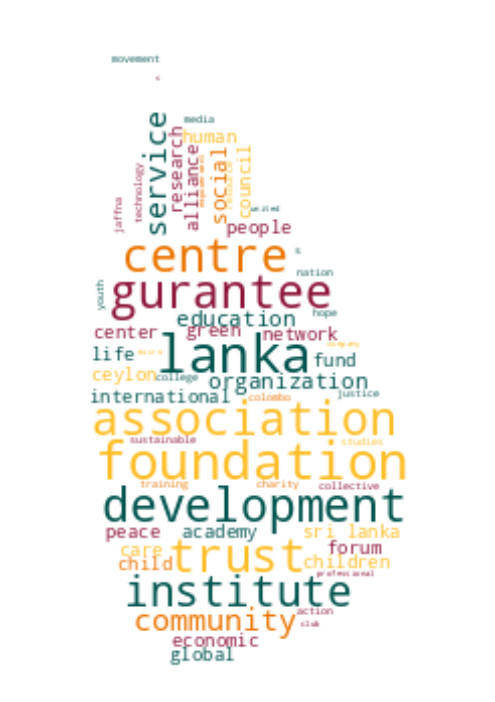 movement
c
media
service
human
research
alliance
social
council
technology
jaffna
united
people
centre
nation
gurantee
youth
education
hope
center
green
network
lanka
company
life
micro
fund
ceylon
college
organization
international
colombo
justice
association
sustainable
studies
foundation
training
charity
collective
development
peace
academy
sri lanka
care
trust
forum
child
children
professional
institute
action
community
club
economic
global